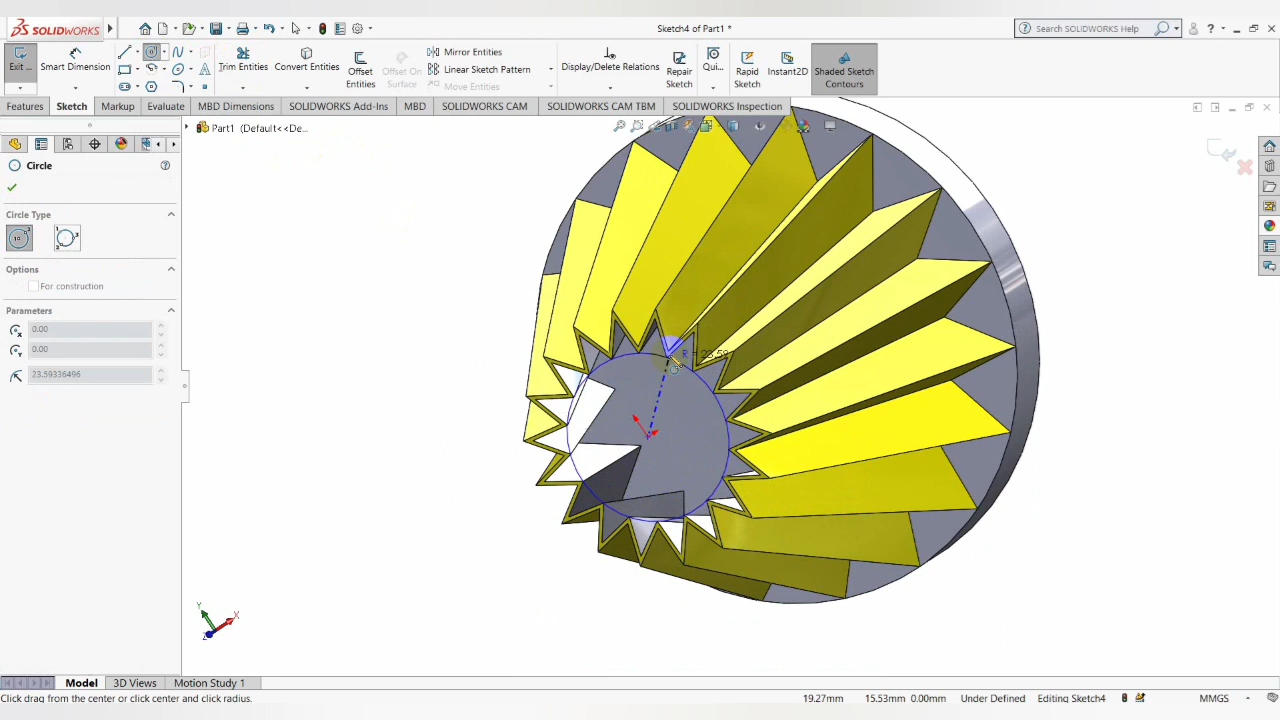 SOLIDWORKS
Sketch4 of Part1 *
Search SOLIDWORKS Help
?
Exit ...
Smart Dimension
Trim Entities
Convert Entities
Offset Entities
Offset On Surface
Mirror Entities
Linear Sketch Pattern
Move Entities
Display/Delete Relations
Repair Sketch
Qui...
Rapid Sketch
Instant2D
Shaded Sketch Contours
Features
Sketch
Markup
Evaluate
MBD Dimensions
SOLIDWORKS Add-Ins
MBD
SOLIDWORKS CAM
SOLIDWORKS CAM TBM
SOLIDWORKS Inspection
Part1 (Default<<De...
Circle
Circle Type
Options
For construction
Parameters
0.00
0.00
23.59336496
R = 23.59
Y
X
Z
Model
3D Views
Motion Study 1
Click drag from the center or click center and click radius.
19.27mm
15.53mm 0.00mm
Under Defined
Editing Sketch4
MMGS